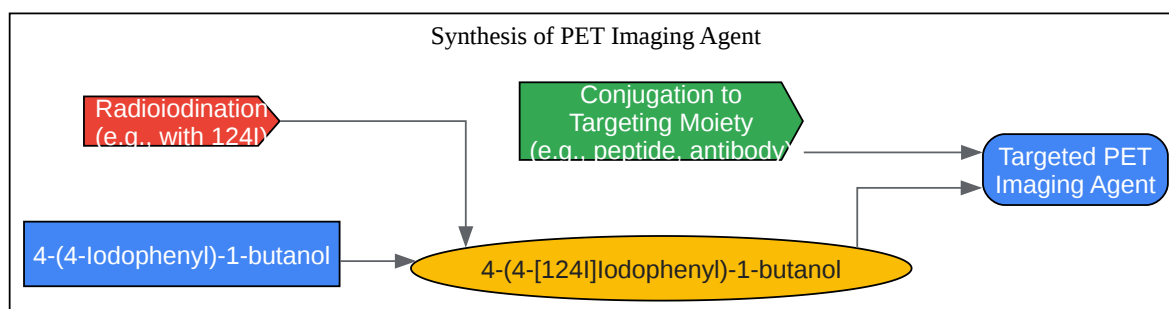 Synthesis of PET Imaging Agent
Radioiodination
(e.g., with 124I)
Conjugation to
Targeting Moiety
(e.g., peptide, antibody)
Targeted PET
Imaging Agent
4-(4-Iodophenyl)-1-butanol
4-(4-[124I]Iodophenyl)-1-butanol